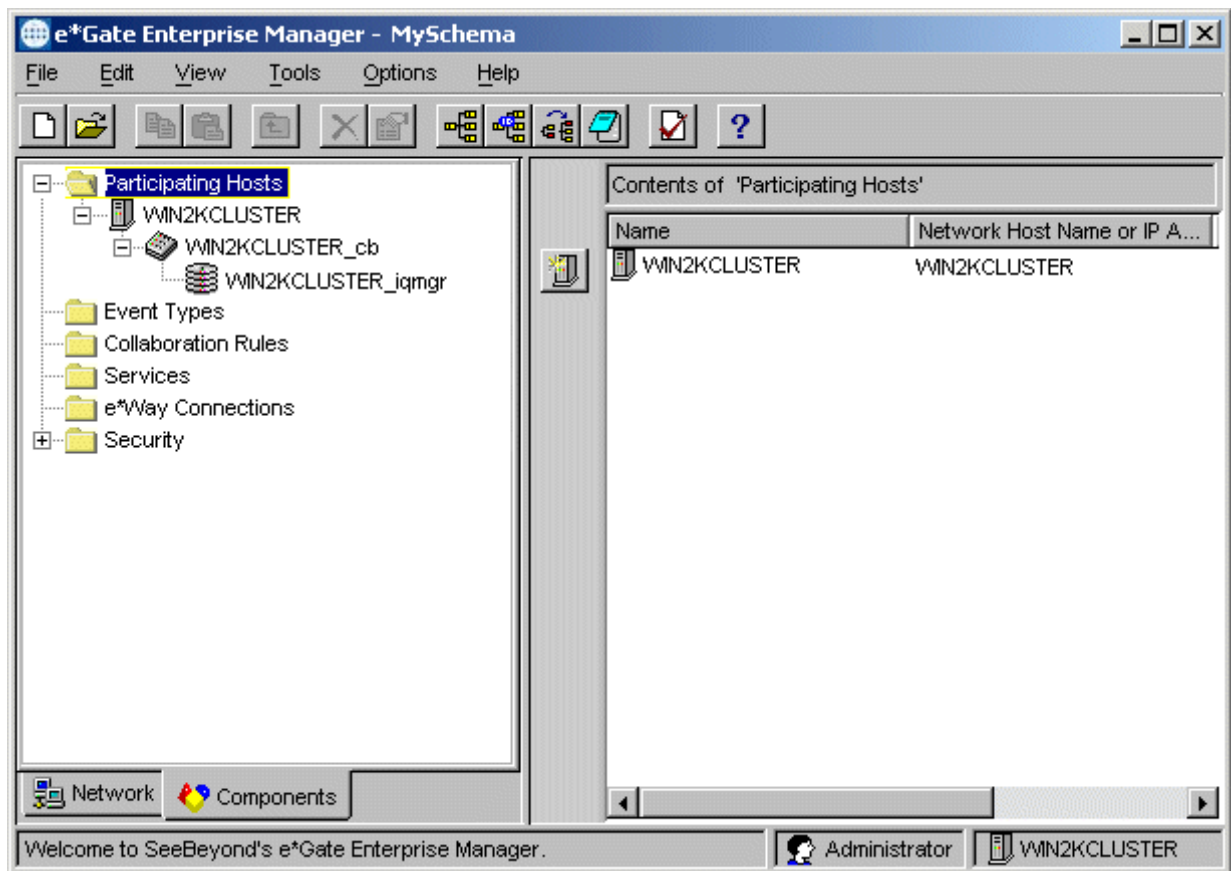 e*Gate Enterprise Manager - MySchema
File Edit View Tools Options Help
Participating Hosts
WIN2KCLUSTER
WIN2KCLUSTER_cb
WIN2KCLUSTER_iqmgr
Event Types
Collaboration Rules
Services
e*Way Connections
Security
Network Components
Contents of 'Participating Hosts'
Name Network Host Name or IP A...
WIN2KCLUSTER WIN2KCLUSTER
Welcome to SeeBeyond's e*Gate Enterprise Manager. Administrator WIN2KCLUSTER